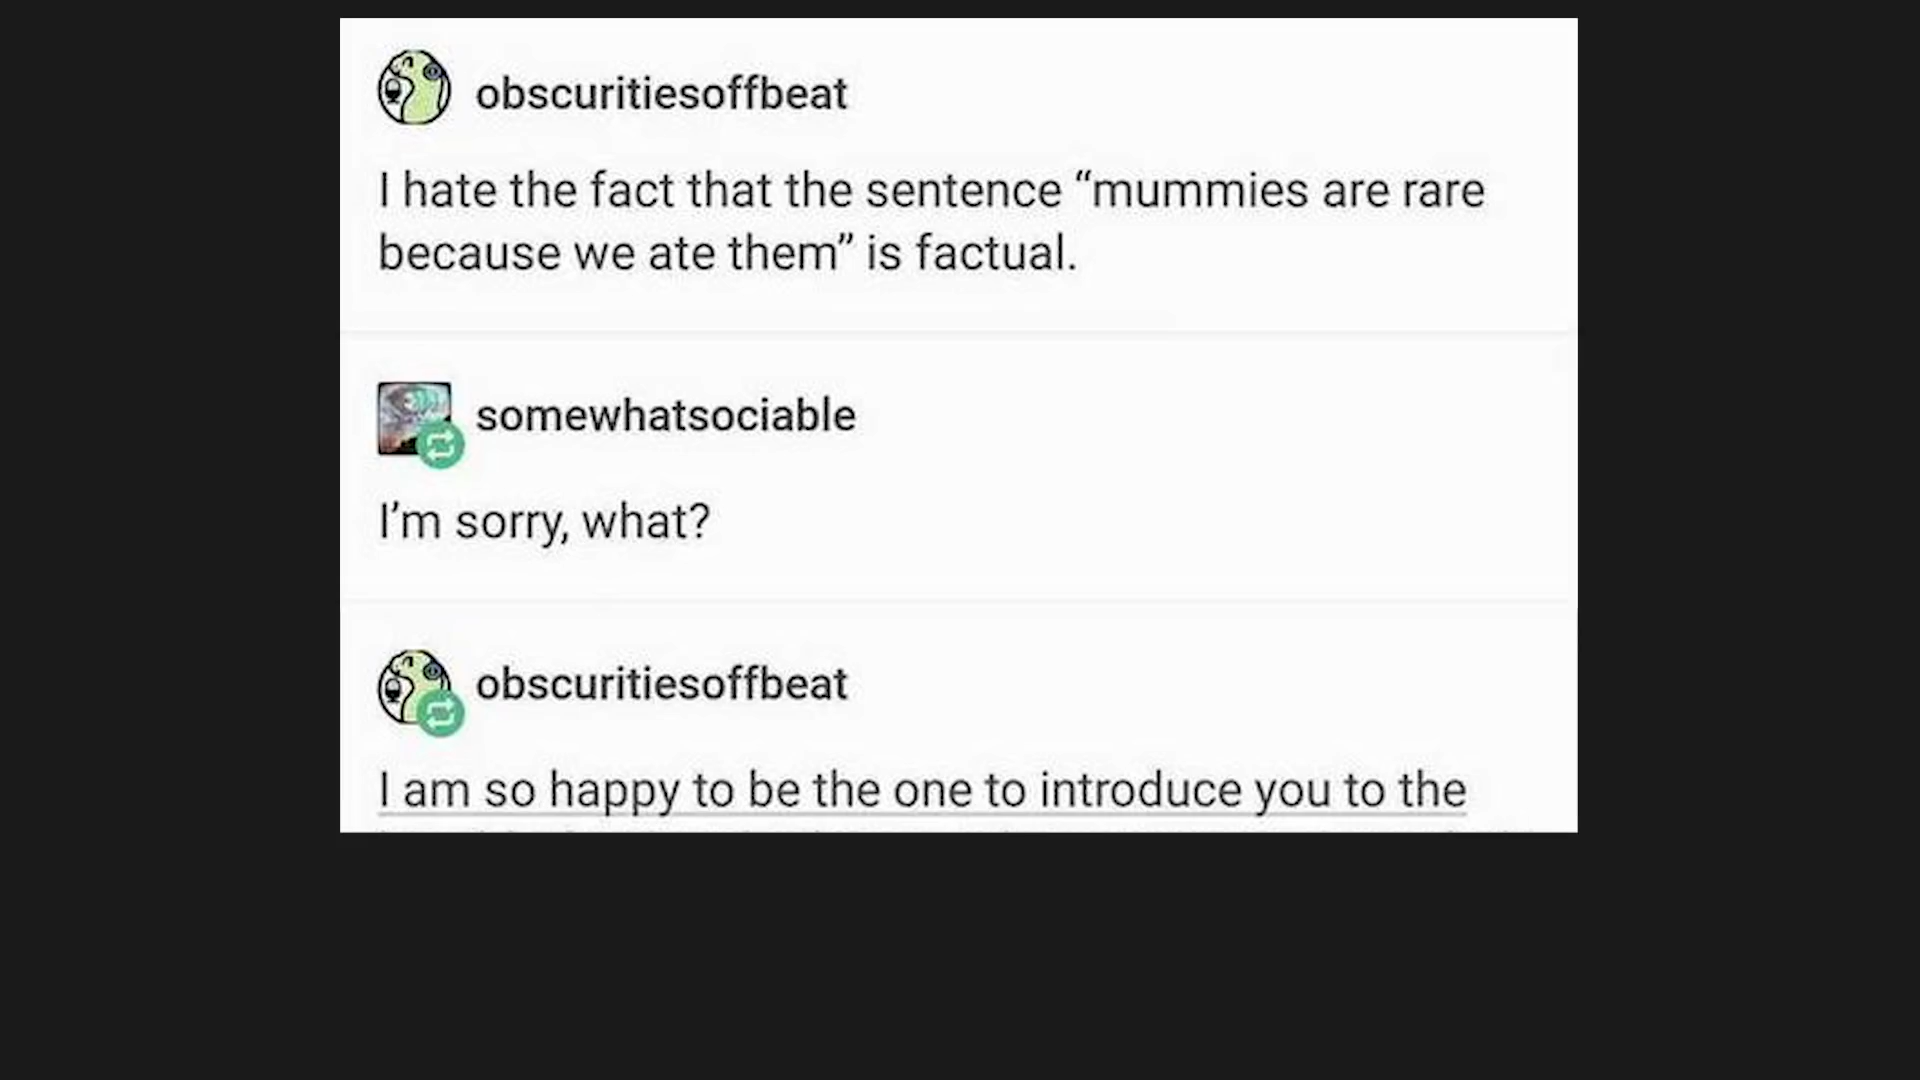 obscuritiesoffbeat
I hate the fact that the sentence “mummies are rare
because we ate them” is factual.
somewhatsociable
I’m sorry, what?
obscuritiesoffbeat
I am so happy to be the one to introduce you to the